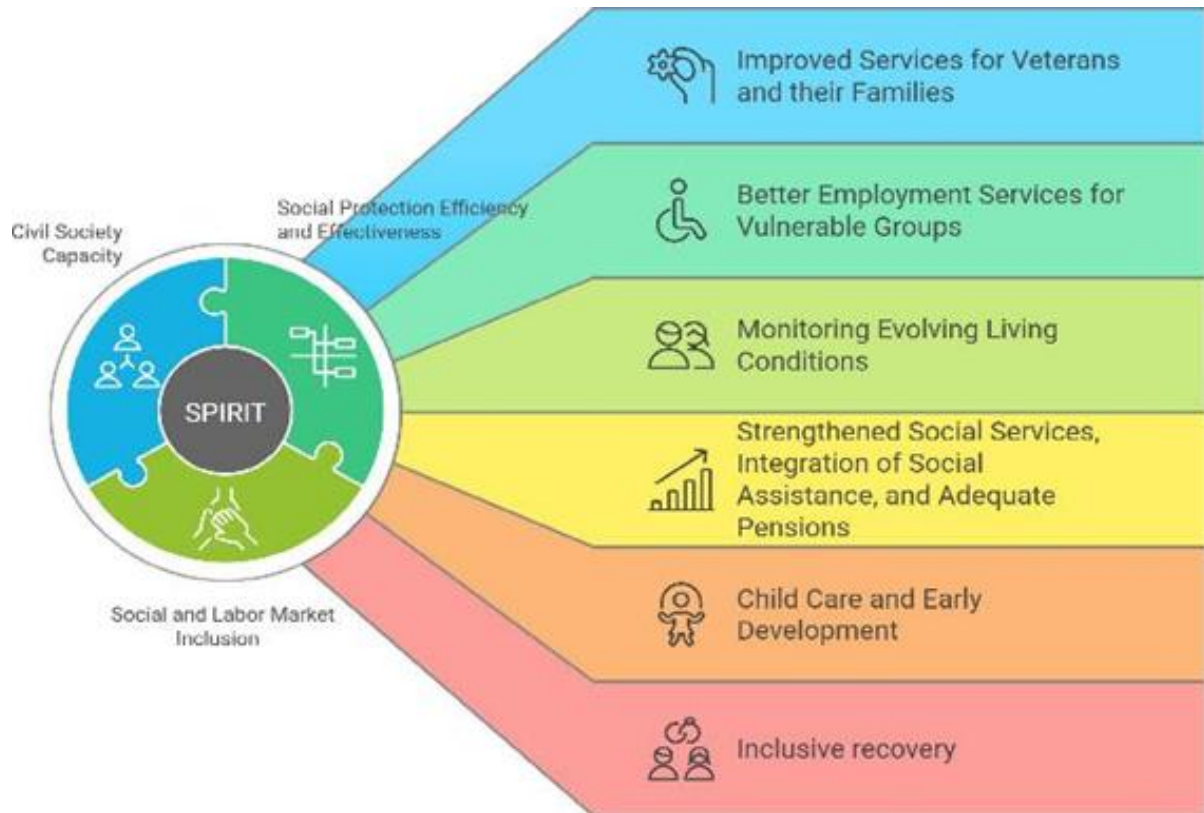 Civil Society
Capacity
Social Protection Efficiency
and Effectiveness
SPIRIT
Social and Labor Market
Inclusion
Improved Services for Veterans
and their Families
Better Employment Services for
Vulnerable Groups
Monitoring Evolving Living
Conditions
Strengthened Social Services,
Integration of Social
Assistance, and Adequate
Pensions
Child Care and Early
Development
Inclusive recovery